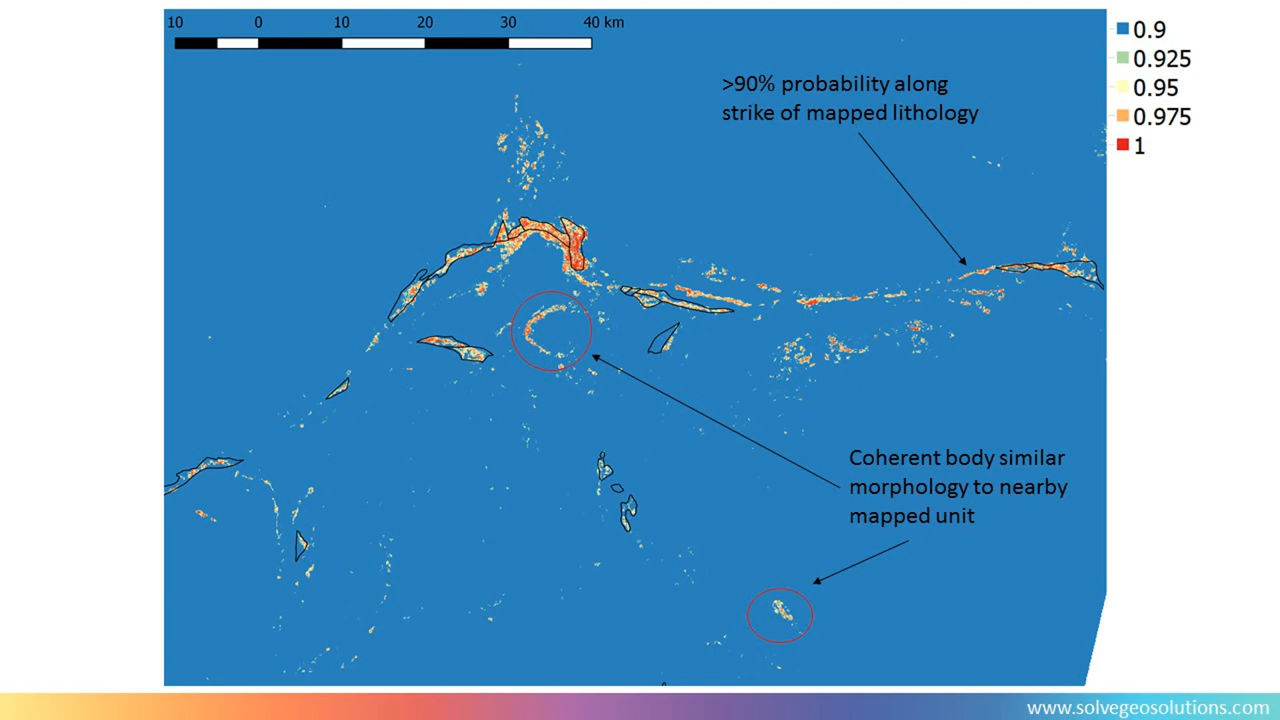 10 0 10 20 30 40 km
0.9
0.925
0.95
0.975
1
>90% probability along
strike of mapped lithology
Coherent body similar
morphology to nearby
mapped unit
www.solvegeosolutions.com